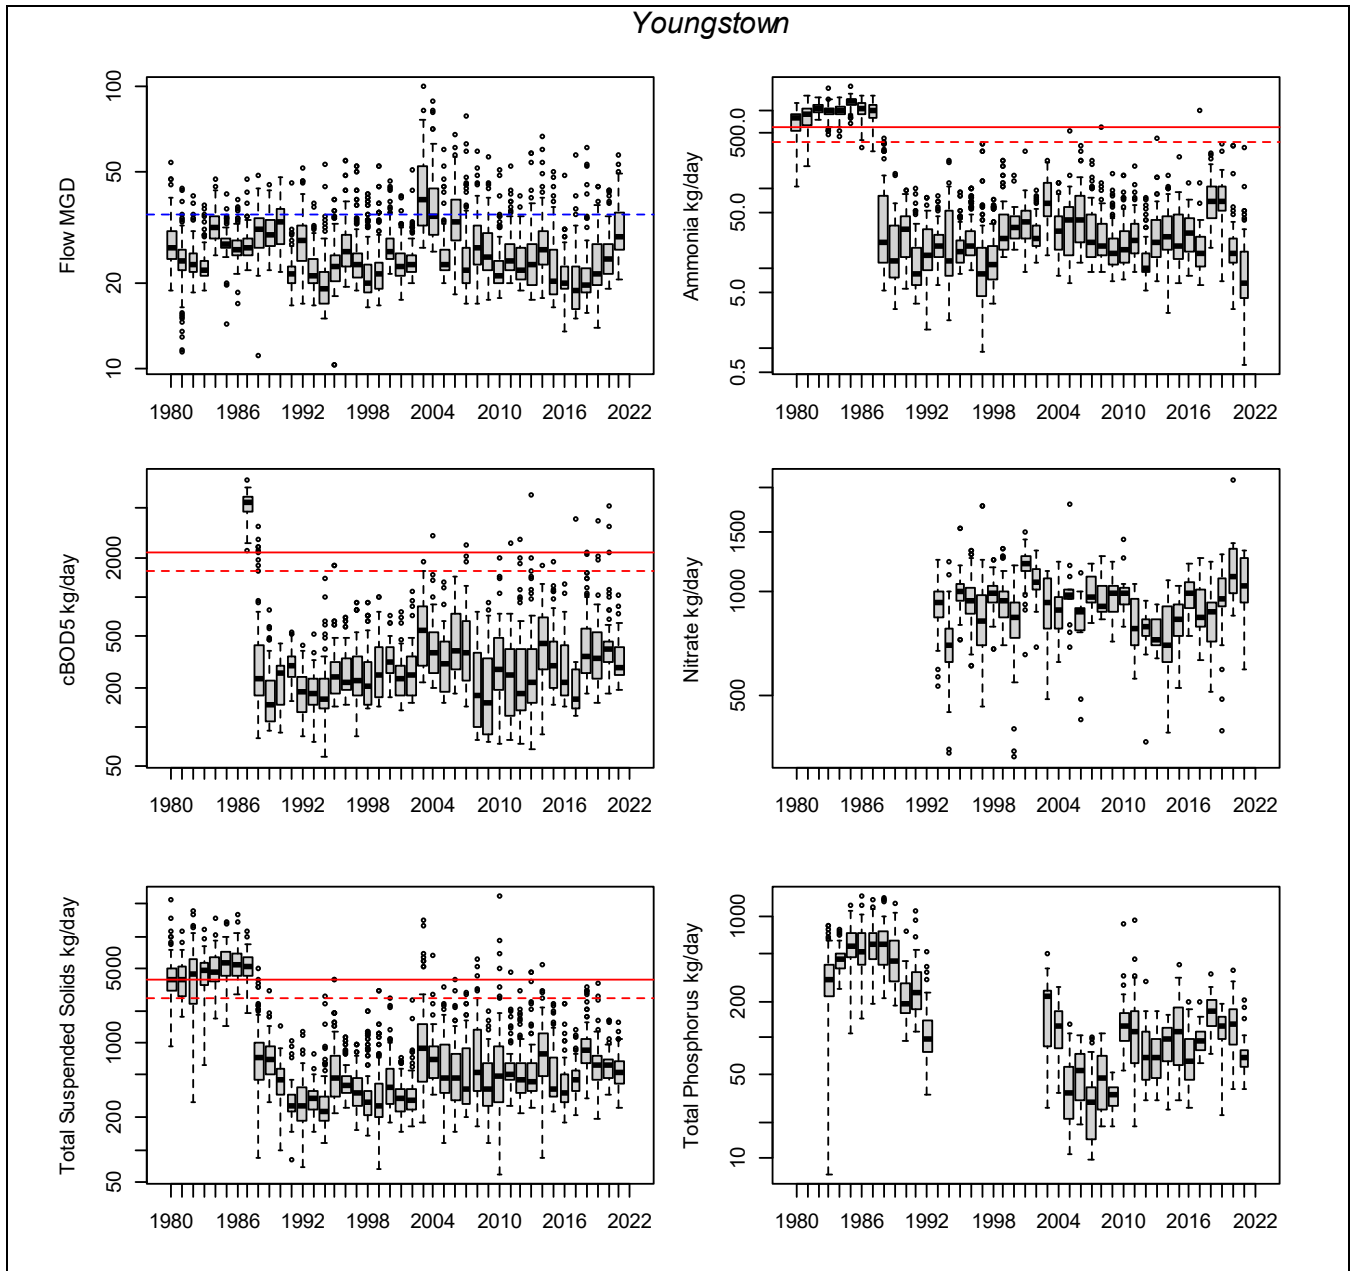 Youngstown
Flow MGD
100
50
20
10
1980 1986 1992 1998 2004 2010 2016 2022
Ammonia kg/day
500.0
50.0
5.0
0.5
1980 1986 1992 1998 2004 2010 2016 2022
cBOD5 kg/day
2000
500
200
50
1980 1986 1992 1998 2004 2010 2016 2022
Nitrate kg/day
1500
1000
500
1980 1986 1992 1998 2004 2010 2016 2022
Total Suspended Solids kg/day
5000
1000
200
50
1980 1986 1992 1998 2004 2010 2016 2022
Total Phosphorus kg/day
1000
200
50
10
1980 1986 1992 1998 2004 2010 2016 2022